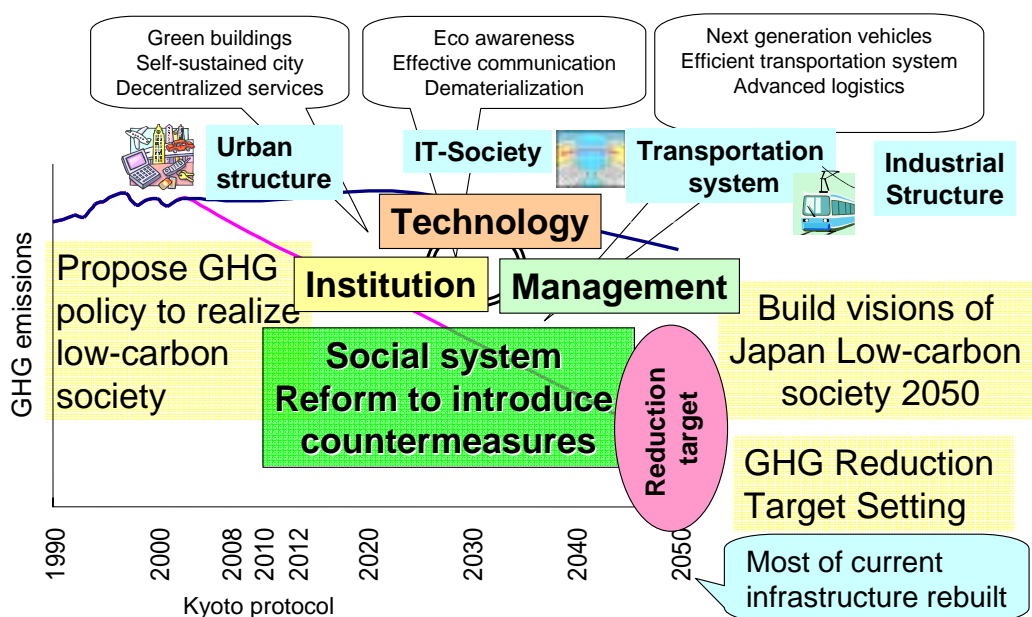 Green buildings
Self-sustained city
Decentralized services
Eco awareness
Effective communication
Dematerialization
Next generation vehicles
Efficient transportation system
Advanced logistics
Urban
structure
IT-Society
Transportation
system
Industrial
Structure
Technology
Institution
Management
GHG emissions
Propose GHG
policy to realize
low-carbon
society
Social system
Reform to introduce
countermeasures
Reduction
target
Build visions of
Japan Low-carbon
society 2050
GHG Reduction
Target Setting
1990
2000
2008
2010
2012
2020
2030
2040
2050
Kyoto protocol
Most of current
infrastructure rebuilt